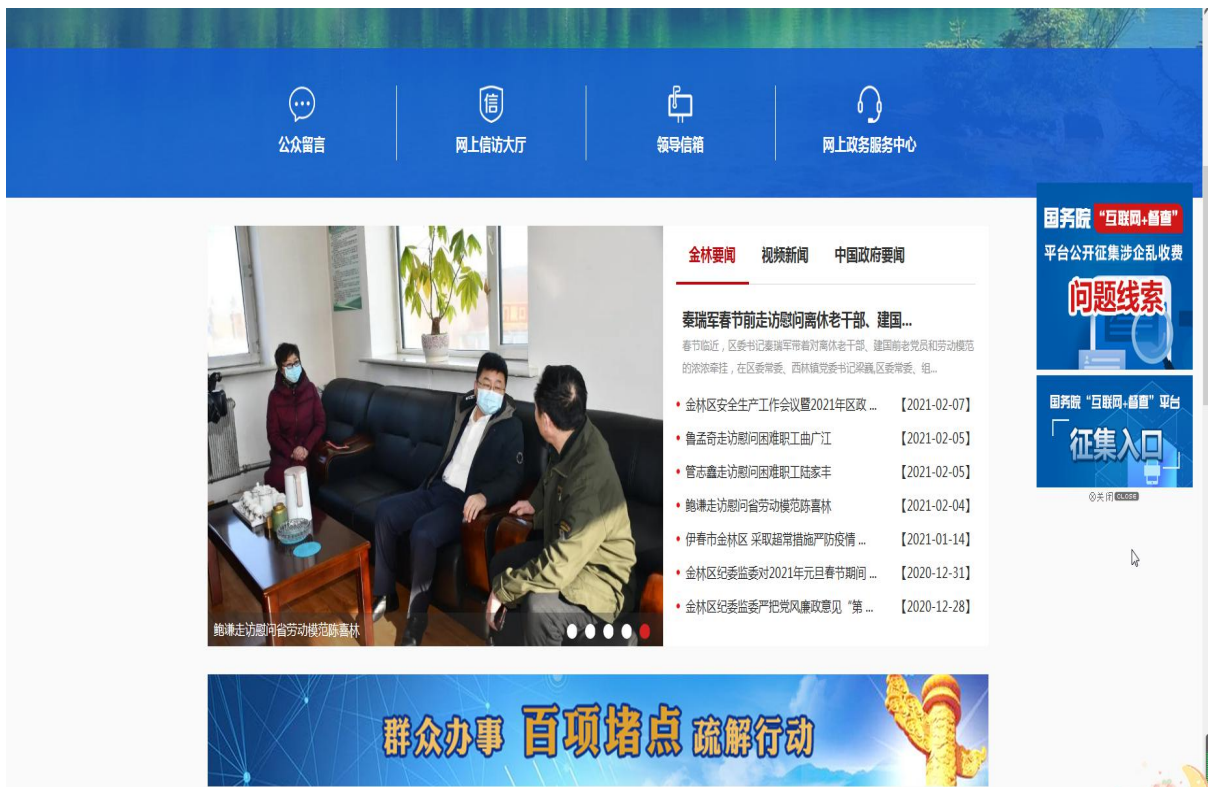 公众留言
网上信访大厅
领导信箱
网上政务服务中心
国务院 “互联网+督查”
平台公开征集涉企乱收费
问题线索
国务院“互联网+督查”平台
征集入口
关闭 CLOSE
金林要闻 视频新闻 中国政府要闻
秦瑞军春节前走访慰问离休老干部、建国...
春节临近，区委书记秦瑞军带着对离休老干部、建国前老党员和劳动模范
的浓浓牵挂，在区委常委、西林镇党委书记梁巍,区委常委、组...
金林区安全生产工作会议暨2021年区政 ... 【2021-02-07】
鲁孟奇走访慰问困难职工曲广江 【2021-02-05】
管志鑫走访慰问困难职工陆家丰 【2021-02-05】
鲍谦走访慰问省劳动模范陈喜林 【2021-02-04】
伊春市金林区 采取超常措施严防疫情 ... 【2021-01-14】
金林区纪委监委对2021年元旦春节期间 ... 【2020-12-31】
金林区纪委监委严把党风廉政意见“第 ... 【2020-12-28】
鲍谦走访慰问省劳动模范陈喜林
群众办事 百项堵点 疏解行动
信